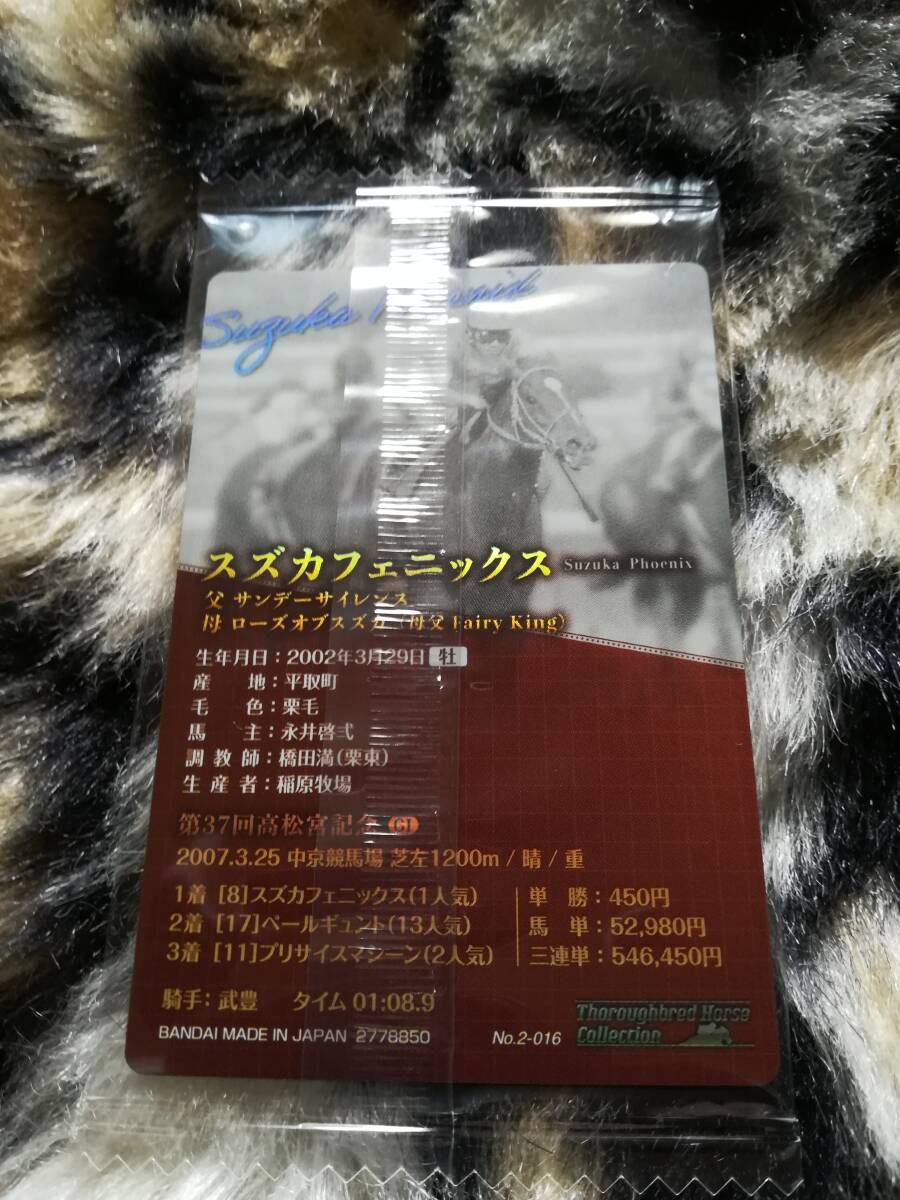 Suzuka
スズカフェニックス Suzuka Phoenix
父 サンデーサイレンス
母 ローズオブスズカ (母父 Fairy King)
生年月日:2002年3月29日 牡
産 地:平取町
毛 色:栗毛
馬 主:永井啓弍
調教師:橋田満(栗東)
生産者:稲原牧場
第37回高松宮記念 GI
2007.3.25 中京競馬場 芝左1200m / 晴 / 重
1着 [8]スズカフェニックス(1人気) 単 勝:450円
2着 [17]ペールギュント(13人気) 馬 単:52,980円
3着 [11]プリサイスマシーン(2人気) 三連単:546,450円
騎手:武豊 タイム 01:08.9
BANDAI MADE IN JAPAN 2778850 No.2-016
Thoroughbred Horse
Collection